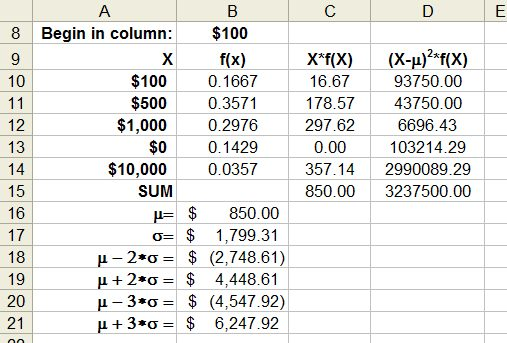 A B C D E
8 Begin in column: $100
9 X f(x) X*f(X) (X-μ)²*f(X)
10 $100 0.1667 16.67 93750.00
11 $500 0.3571 178.57 43750.00
12 $1,000 0.2976 297.62 6696.43
13 $0 0.1429 0.00 103214.29
14 $10,000 0.0357 357.14 2990089.29
15 SUM 850.00 3237500.00
16 μ= $ 850.00
17 σ= $ 1,799.31
18 μ − 2*σ = $ (2,748.61)
19 μ + 2*σ = $ 4,448.61
20 μ − 3*σ = $ (4,547.92)
21 μ + 3*σ = $ 6,247.92